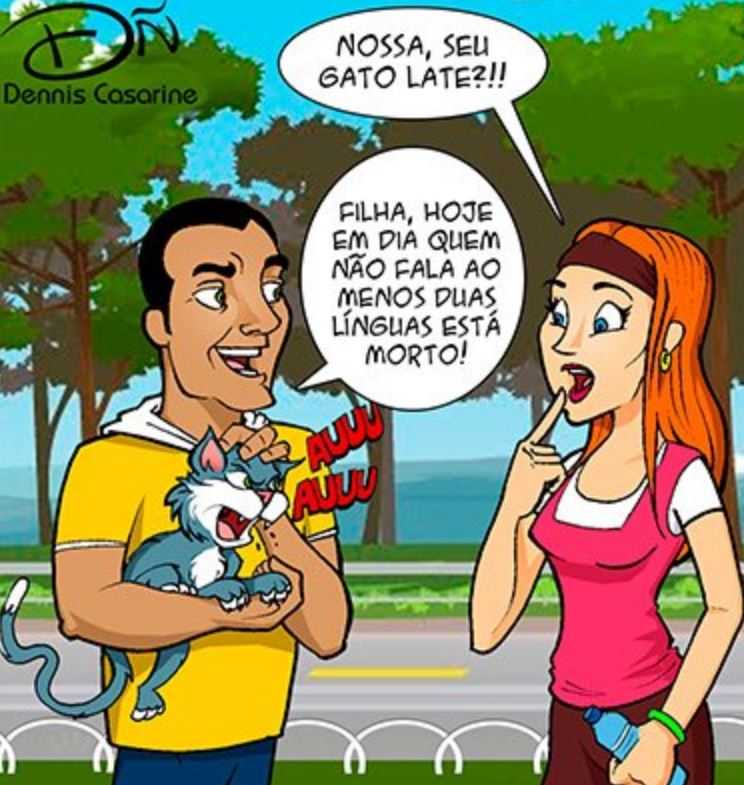 Dñ
Dennis Casarine
NOSSA, SEU
GATO LATE?!!
FILHA, HOJE
EM DIA QUEM
NÃO FALA AO
MENOS DUAS
LÍNGUAS ESTÁ
MORTO!
AUUU
AUUU